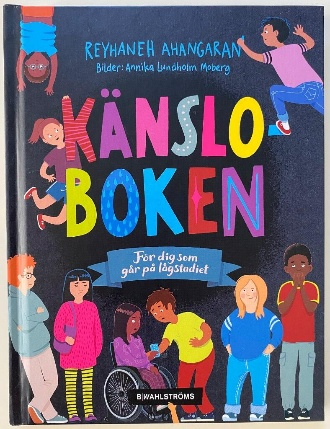 REYHANEH AHANGARAN
Bilder: Annika Lundholm Moberg
KÄNSLO-
BOKEN
För dig som
går på lågstadiet
B|WAHLSTRÖMS